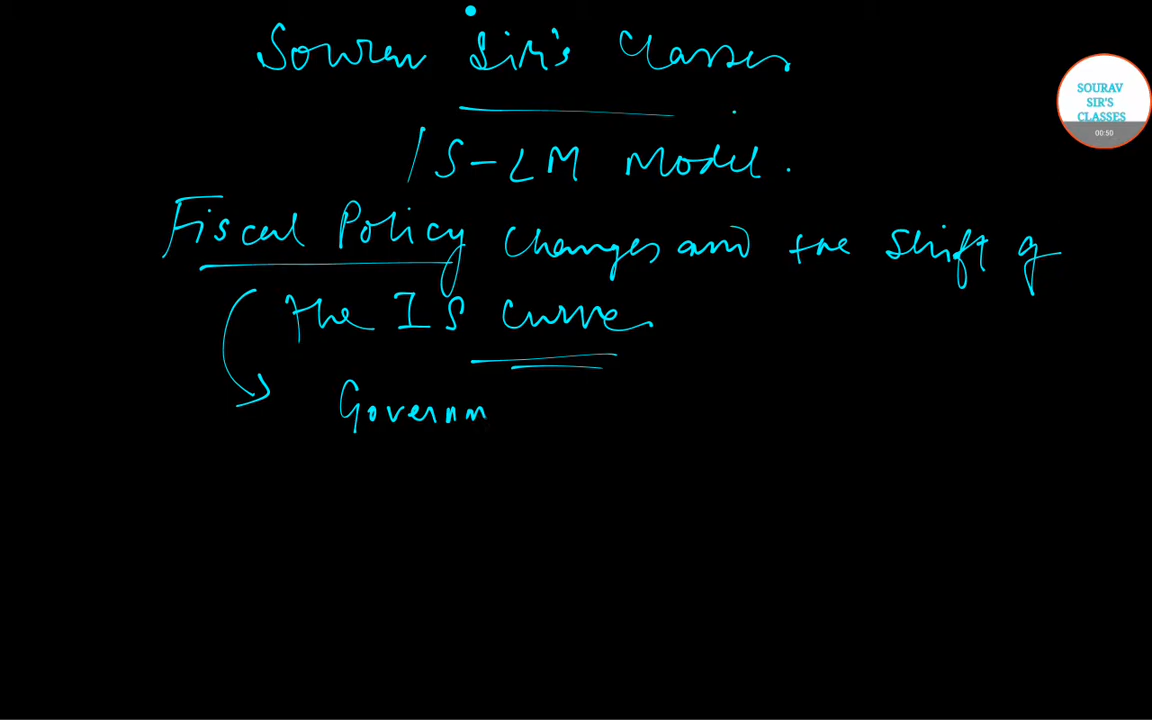 Sourav Sir's Classes
SOURAV
SIR'S
CLASSES
00:50
IS-LM Model.
Fiscal Policy changes and the shift of
the IS curve
Governm